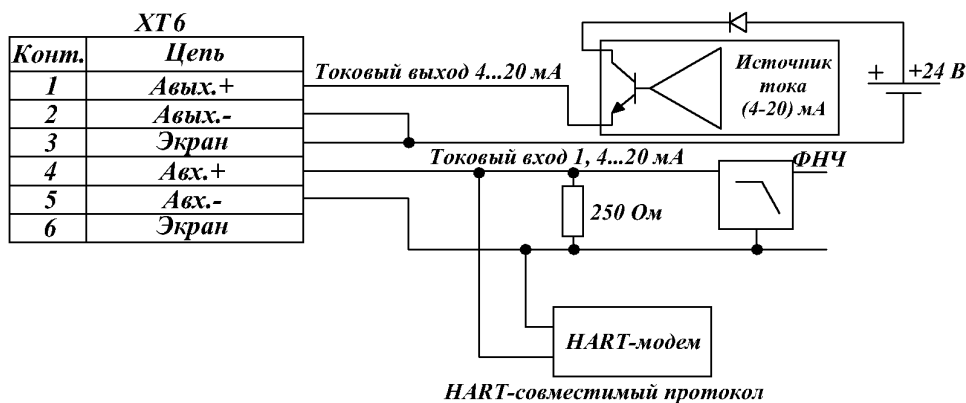 XT6
Конт. Цепь
1 Авых.+
2 Авых.-
3 Экран
4 Авх.+
5 Авх.-
6 Экран
Токовый выход 4...20 мА
Источник
тока
(4-20) мА
+ +24 В
Токовый вход 1, 4...20 мА
ФНЧ
250 Ом
HART-модем
HART-совместимый протокол